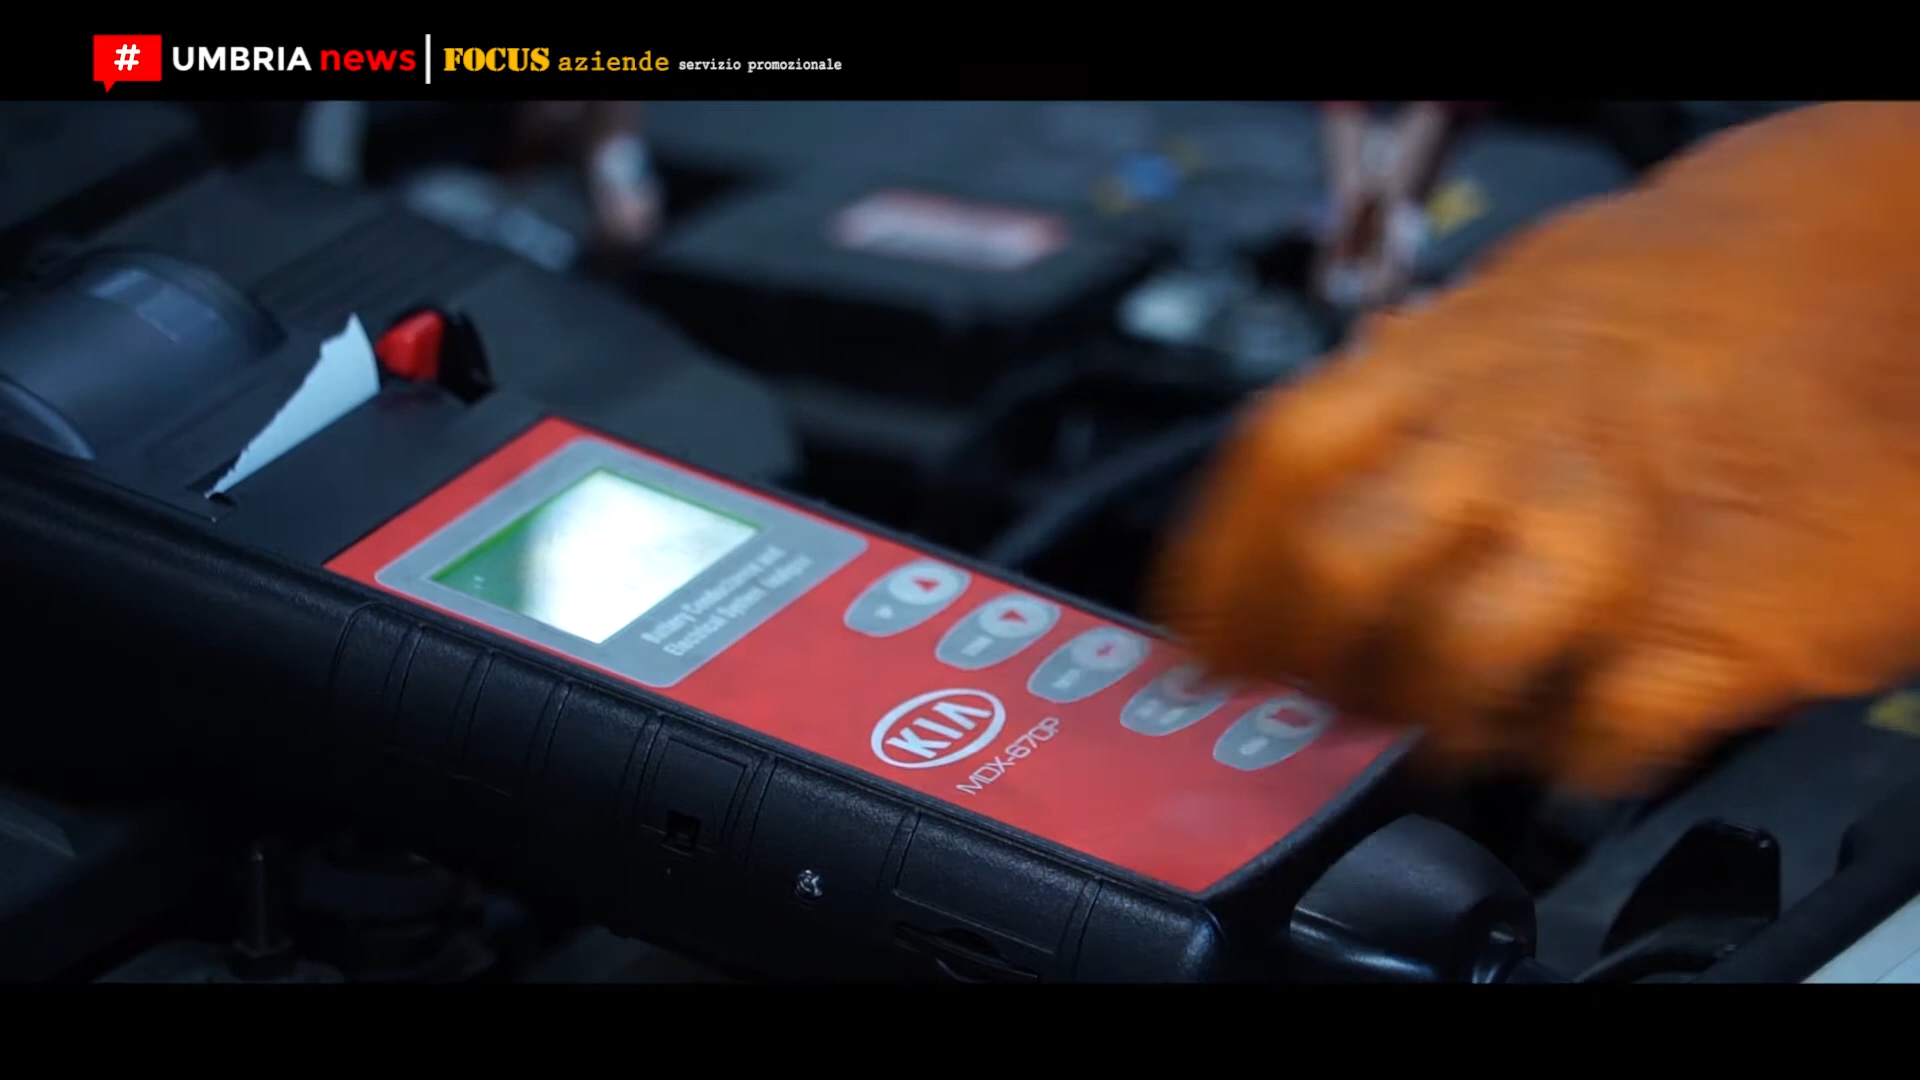 # UMBRIA news FOCUS aziende servizio promozionale
Battery Conductance and
Electrical System Analyzer
KIA
MDX-670P